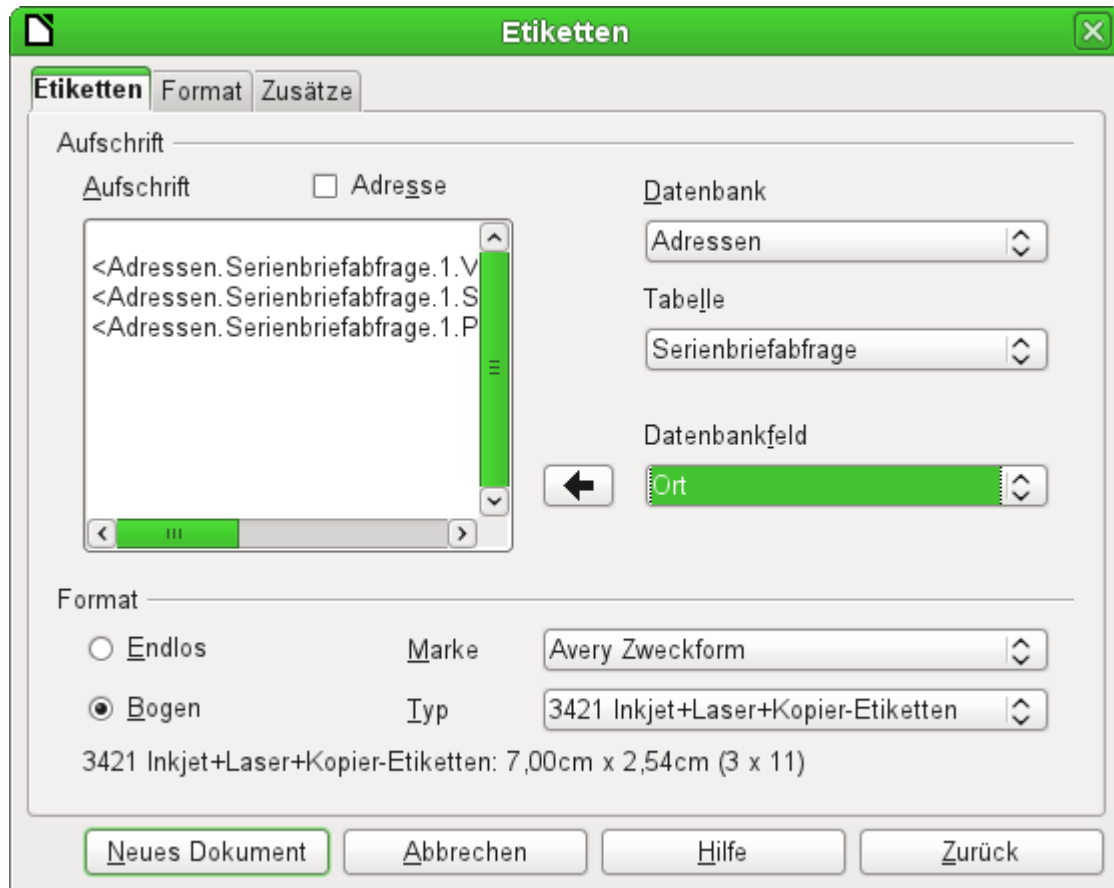 Etiketten
Etiketten Format Zusätze
Aufschrift
Aufschrift Adresse
<Adressen.Serienbriefabfrage.1.V
<Adressen.Serienbriefabfrage.1.S
<Adressen.Serienbriefabfrage.1.P
Datenbank
Adressen
Tabelle
Serienbriefabfrage
Datenbankfeld
Ort
Format
Endlos Marke Avery Zweckform
Bogen Typ 3421 Inkjet+Laser+Kopier-Etiketten
3421 Inkjet+Laser+Kopier-Etiketten: 7,00cm x 2,54cm (3 x 11)
Neues Dokument Abbrechen Hilfe Zurück